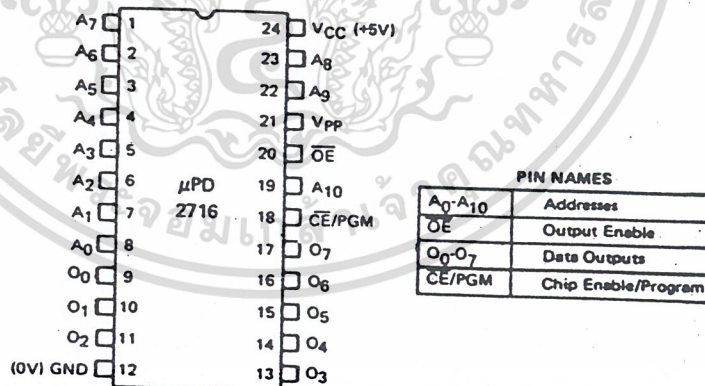 A7 1
A6 2
A5 3
A4 4
A3 5
A2 6
A1 7
A0 8
O0 9
O1 10
O2 11
(0V) GND 12
μPD
2716
24 VCC (+5V)
23 A8
22 A9
21 VPP
20 OE
19 A10
18 CE/PGM
17 O7
16 O6
15 O5
14 O4
13 O3
PIN NAMES
A0-A10 Addresses
OE Output Enable
O0-O7 Data Outputs
CE/PGM Chip Enable/Program